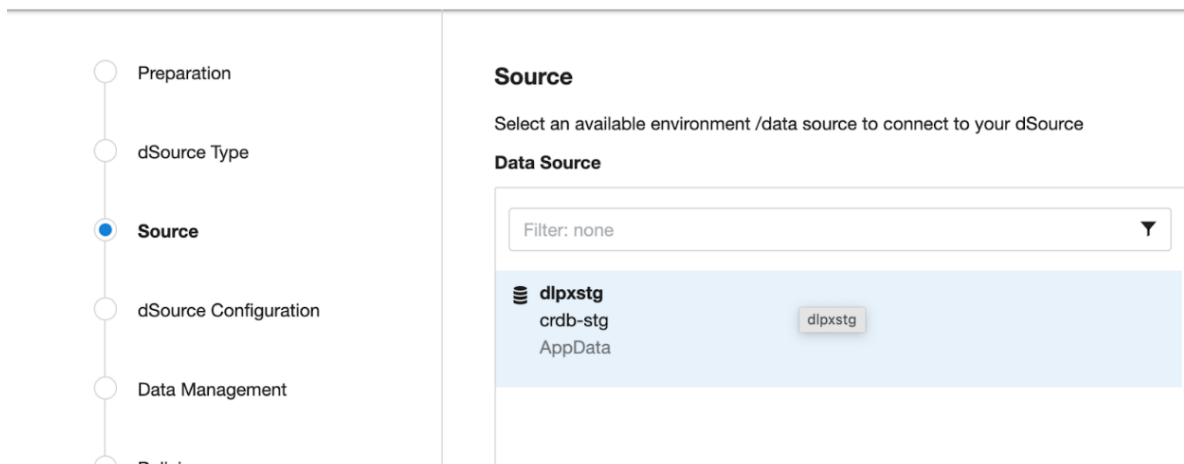 Preparation
dSource Type
Source
dSource Configuration
Data Management
Source
Select an available environment /data source to connect to your dSource
Data Source
Filter: none
dlpxstg
crdb-stg
AppData
dlpxstg